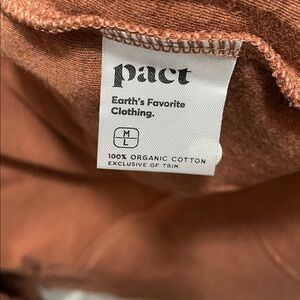 pact
Earth's Favorite
Clothing.
M
L
100% ORGANIC COTTON
EXCLUSIVE OF TRIM